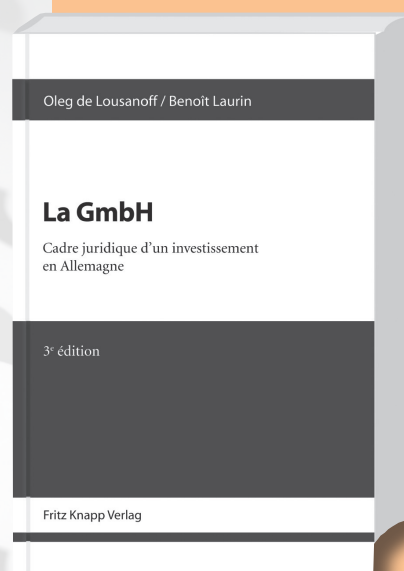 Oleg de Lousanoff / Benoît Laurin
La GmbH
Cadre juridique d’un investissement
en Allemagne
3e édition
Fritz Knapp Verlag